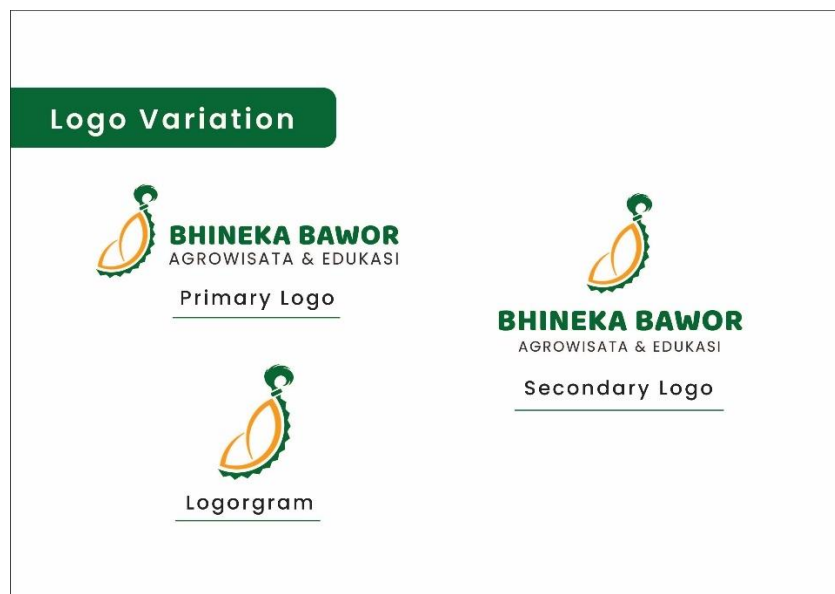 Logo Variation
BHINEKA BAWOR
AGROWISATA & EDUKASI
Primary Logo
BHINEKA BAWOR
AGROWISATA & EDUKASI
Secondary Logo
Logorgram